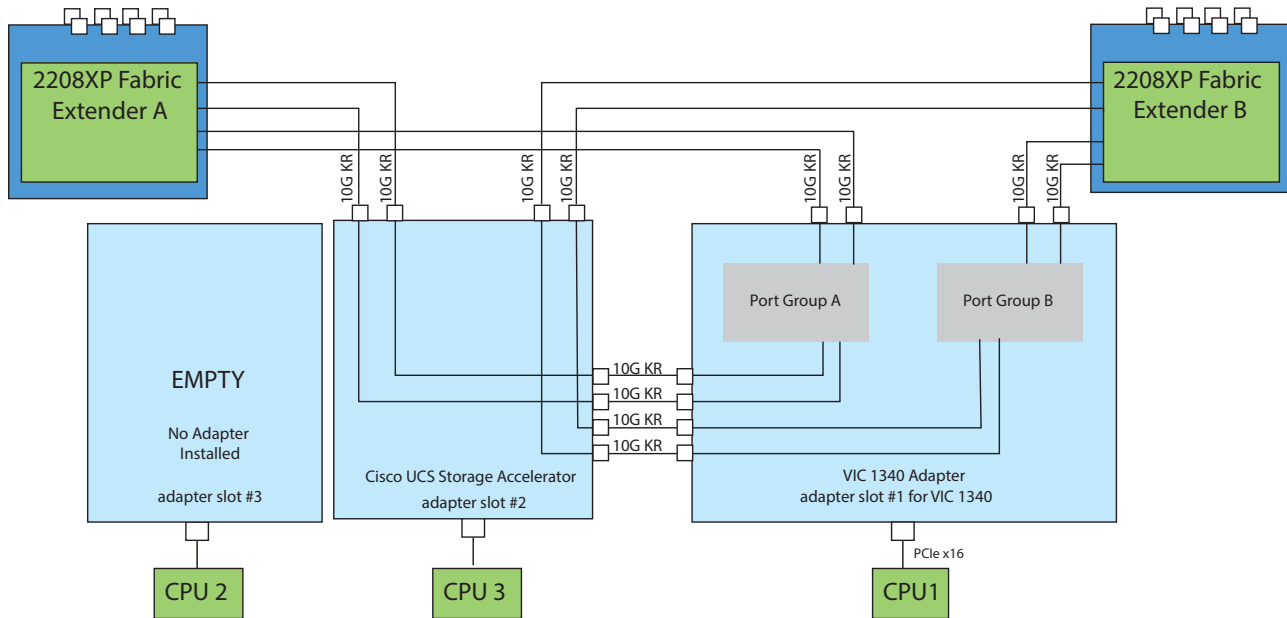 2208XP Fabric
Extender A
2208XP Fabric
Extender B
10G KR
10G KR
10G KR
10G KR
10G KR
10G KR
10G KR
10G KR
EMPTY
No Adapter
Installed
adapter slot #3
Cisco UCS Storage Accelerator
adapter slot #2
10G KR
10G KR
10G KR
10G KR
Port Group A
Port Group B
VIC 1340 Adapter
adapter slot #1 for VIC 1340
PCIe x16
CPU 2
CPU 3
CPU1